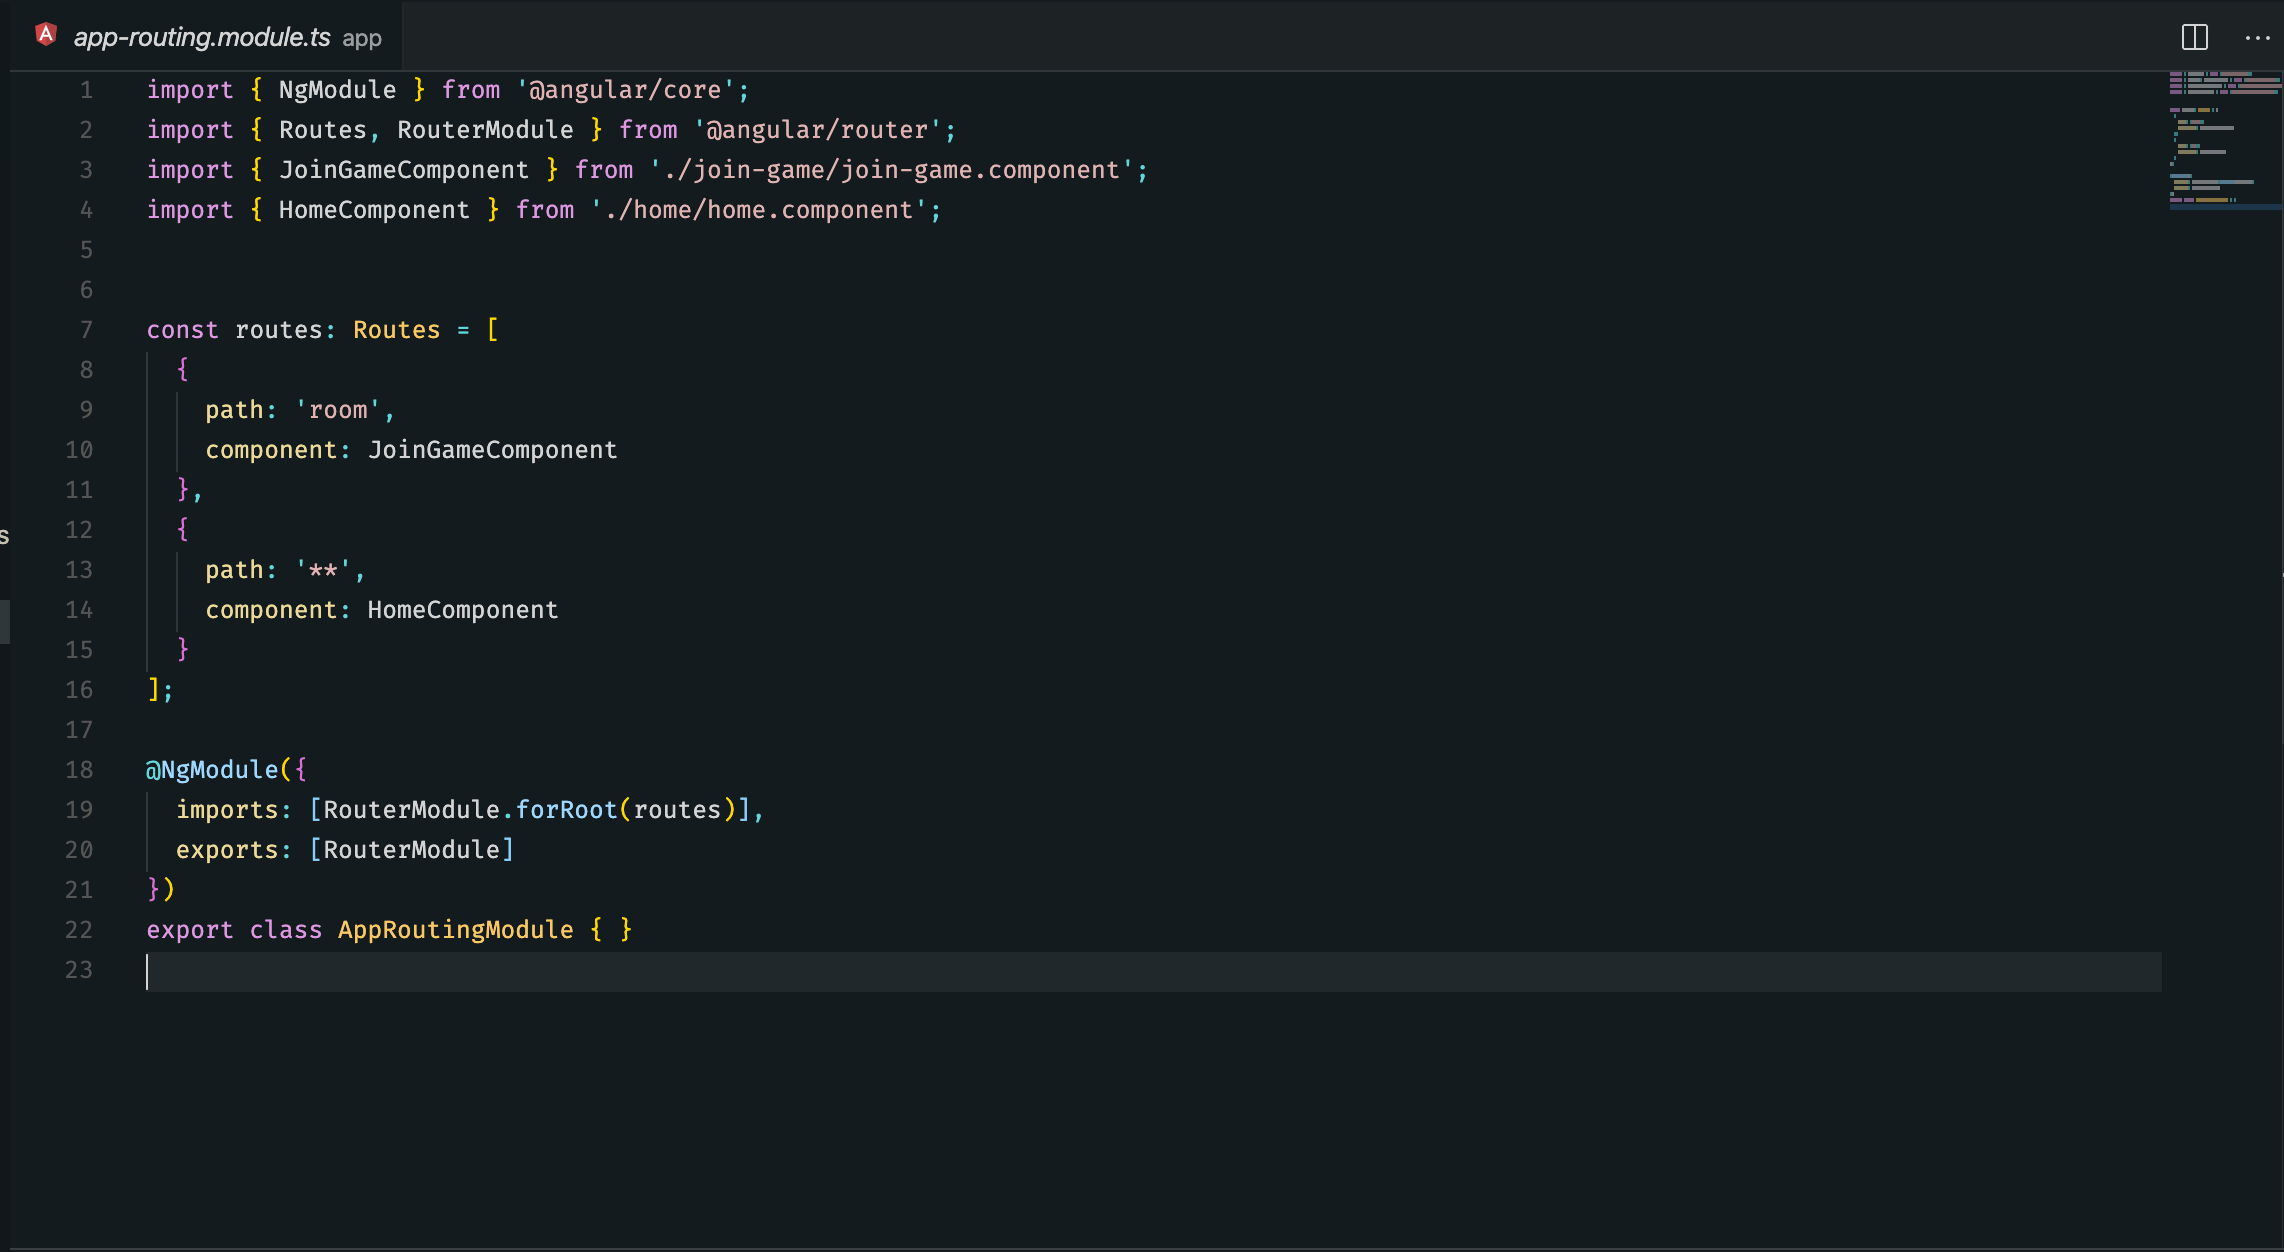 app-routing.module.ts app
1 import { NgModule } from '@angular/core';
2 import { Routes, RouterModule } from '@angular/router';
3 import { JoinGameComponent } from './join-game/join-game.component';
4 import { HomeComponent } from './home/home.component';
5
6
7 const routes: Routes = [
8   {
9     path: 'room',
10     component: JoinGameComponent
11   },
12   {
13     path: '**',
14     component: HomeComponent
15   }
16 ];
17
18 @NgModule({
19   imports: [RouterModule.forRoot(routes)],
20   exports: [RouterModule]
21 })
22 export class AppRoutingModule { }
23